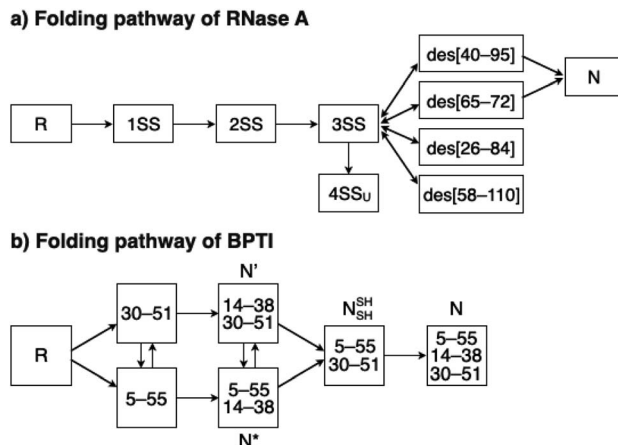 a) Folding pathway of RNase A
R
1SS
2SS
3SS
4SSU
des[40–95]
des[65–72]
des[26–84]
des[58–110]
N
b) Folding pathway of BPTI
R
30–51
5–55
N'
14–38
30–51
5–55
14–38
N*
N SH SH
5–55
30–51
N
5–55
14–38
30–51